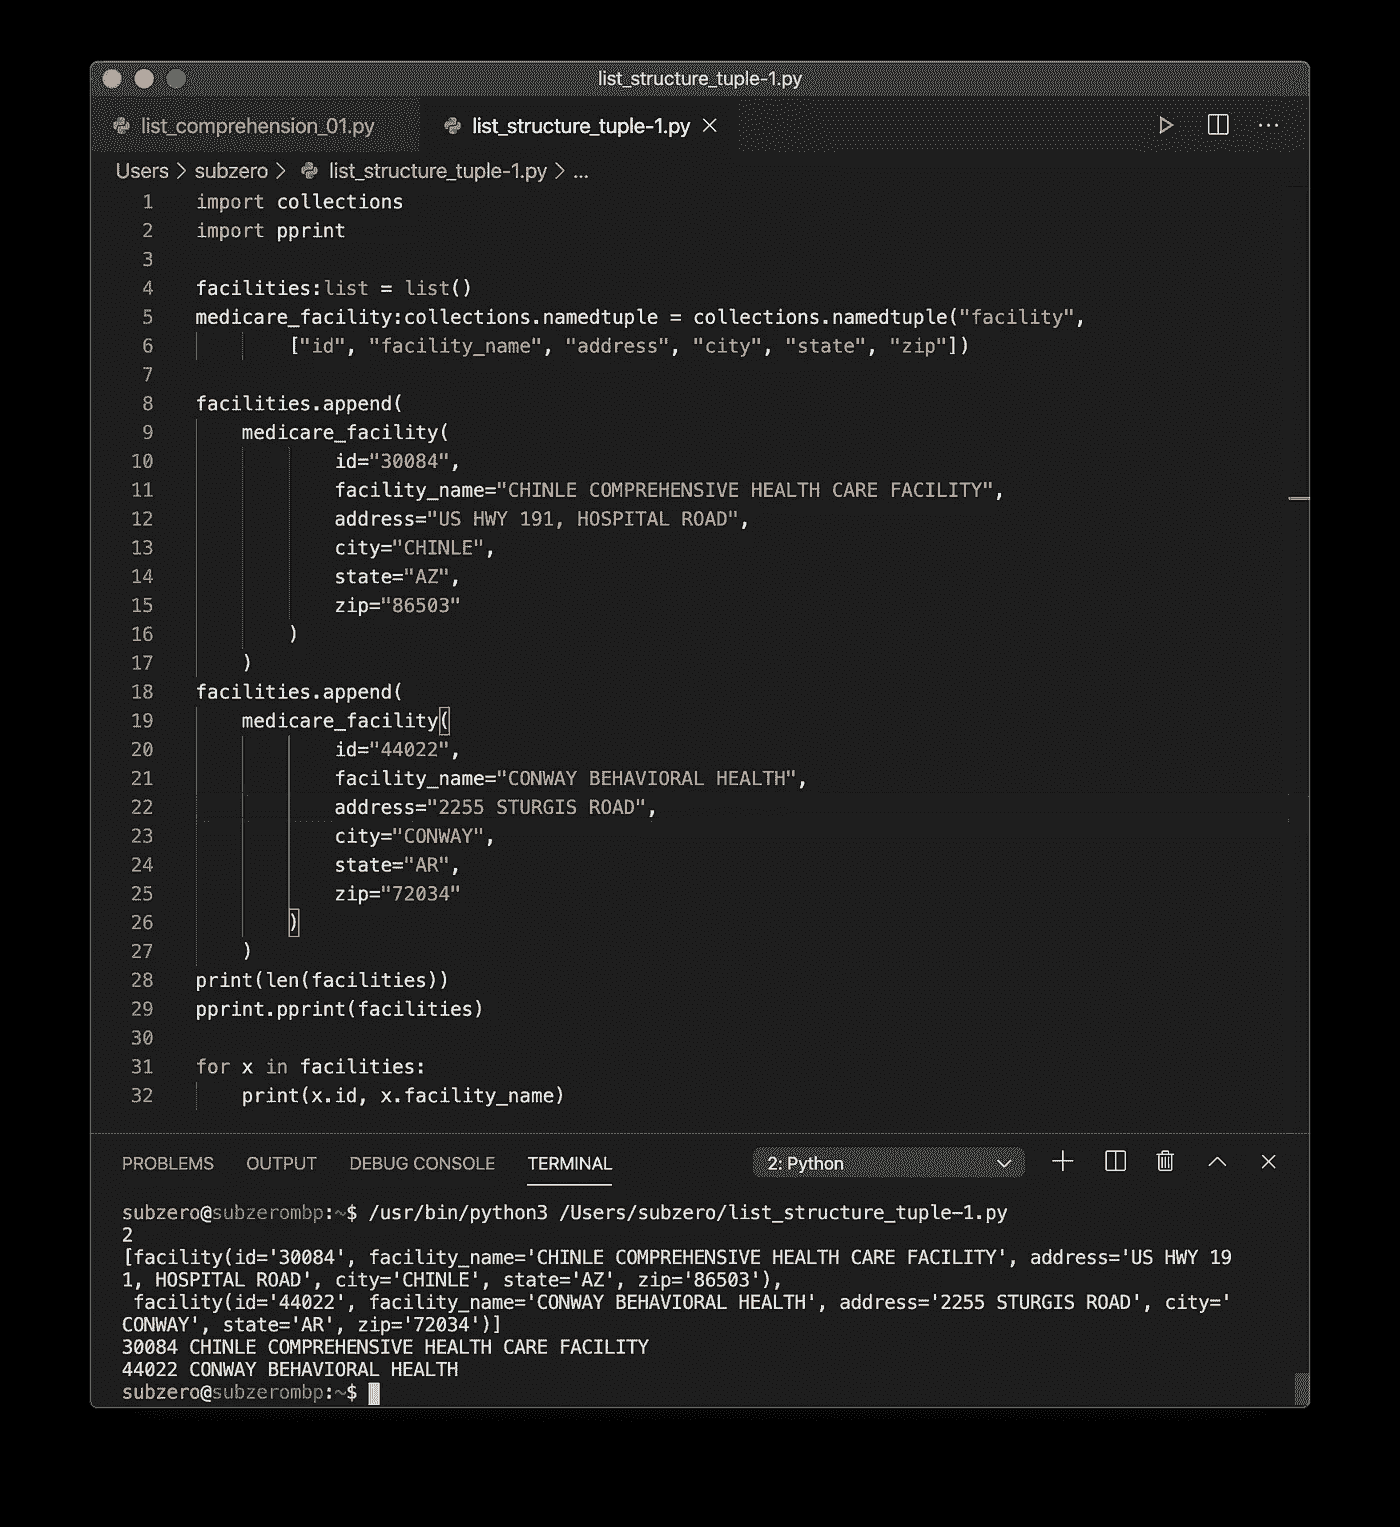 list_structure_tuple-1.py
list_comprehension_01.py list_structure_tuple-1.py
Users > subzero > list_structure_tuple-1.py > ...
1 import collections
2 import pprint
3
4 facilities:list = list()
5 medicare_facility:collections.namedtuple = collections.namedtuple("facility",
6 ["id", "facility_name", "address", "city", "state", "zip"])
7
8 facilities.append(
9 medicare_facility(
10 id="30084",
11 facility_name="CHINLE COMPREHENSIVE HEALTH CARE FACILITY",
12 address="US HWY 191, HOSPITAL ROAD",
13 city="CHINLE",
14 state="AZ",
15 zip="86503"
16 )
17 )
18 facilities.append(
19 medicare_facility(
20 id="44022",
21 facility_name="CONWAY BEHAVIORAL HEALTH",
22 address="2255 STURGIS ROAD",
23 city="CONWAY",
24 state="AR",
25 zip="72034"
26 )
27 )
28 print(len(facilities))
29 pprint.pprint(facilities)
30
31 for x in facilities:
32 print(x.id, x.facility_name)
PROBLEMS OUTPUT DEBUG CONSOLE TERMINAL 2: Python
subzero@subzerombp:~$ /usr/bin/python3 /Users/subzero/list_structure_tuple-1.py
2
[facility(id='30084', facility_name='CHINLE COMPREHENSIVE HEALTH CARE FACILITY', address='US HWY 19
1, HOSPITAL ROAD', city='CHINLE', state='AZ', zip='86503'),
facility(id='44022', facility_name='CONWAY BEHAVIORAL HEALTH', address='2255 STURGIS ROAD', city='
CONWAY', state='AR', zip='72034')]
30084 CHINLE COMPREHENSIVE HEALTH CARE FACILITY
44022 CONWAY BEHAVIORAL HEALTH
subzero@subzerombp:~$